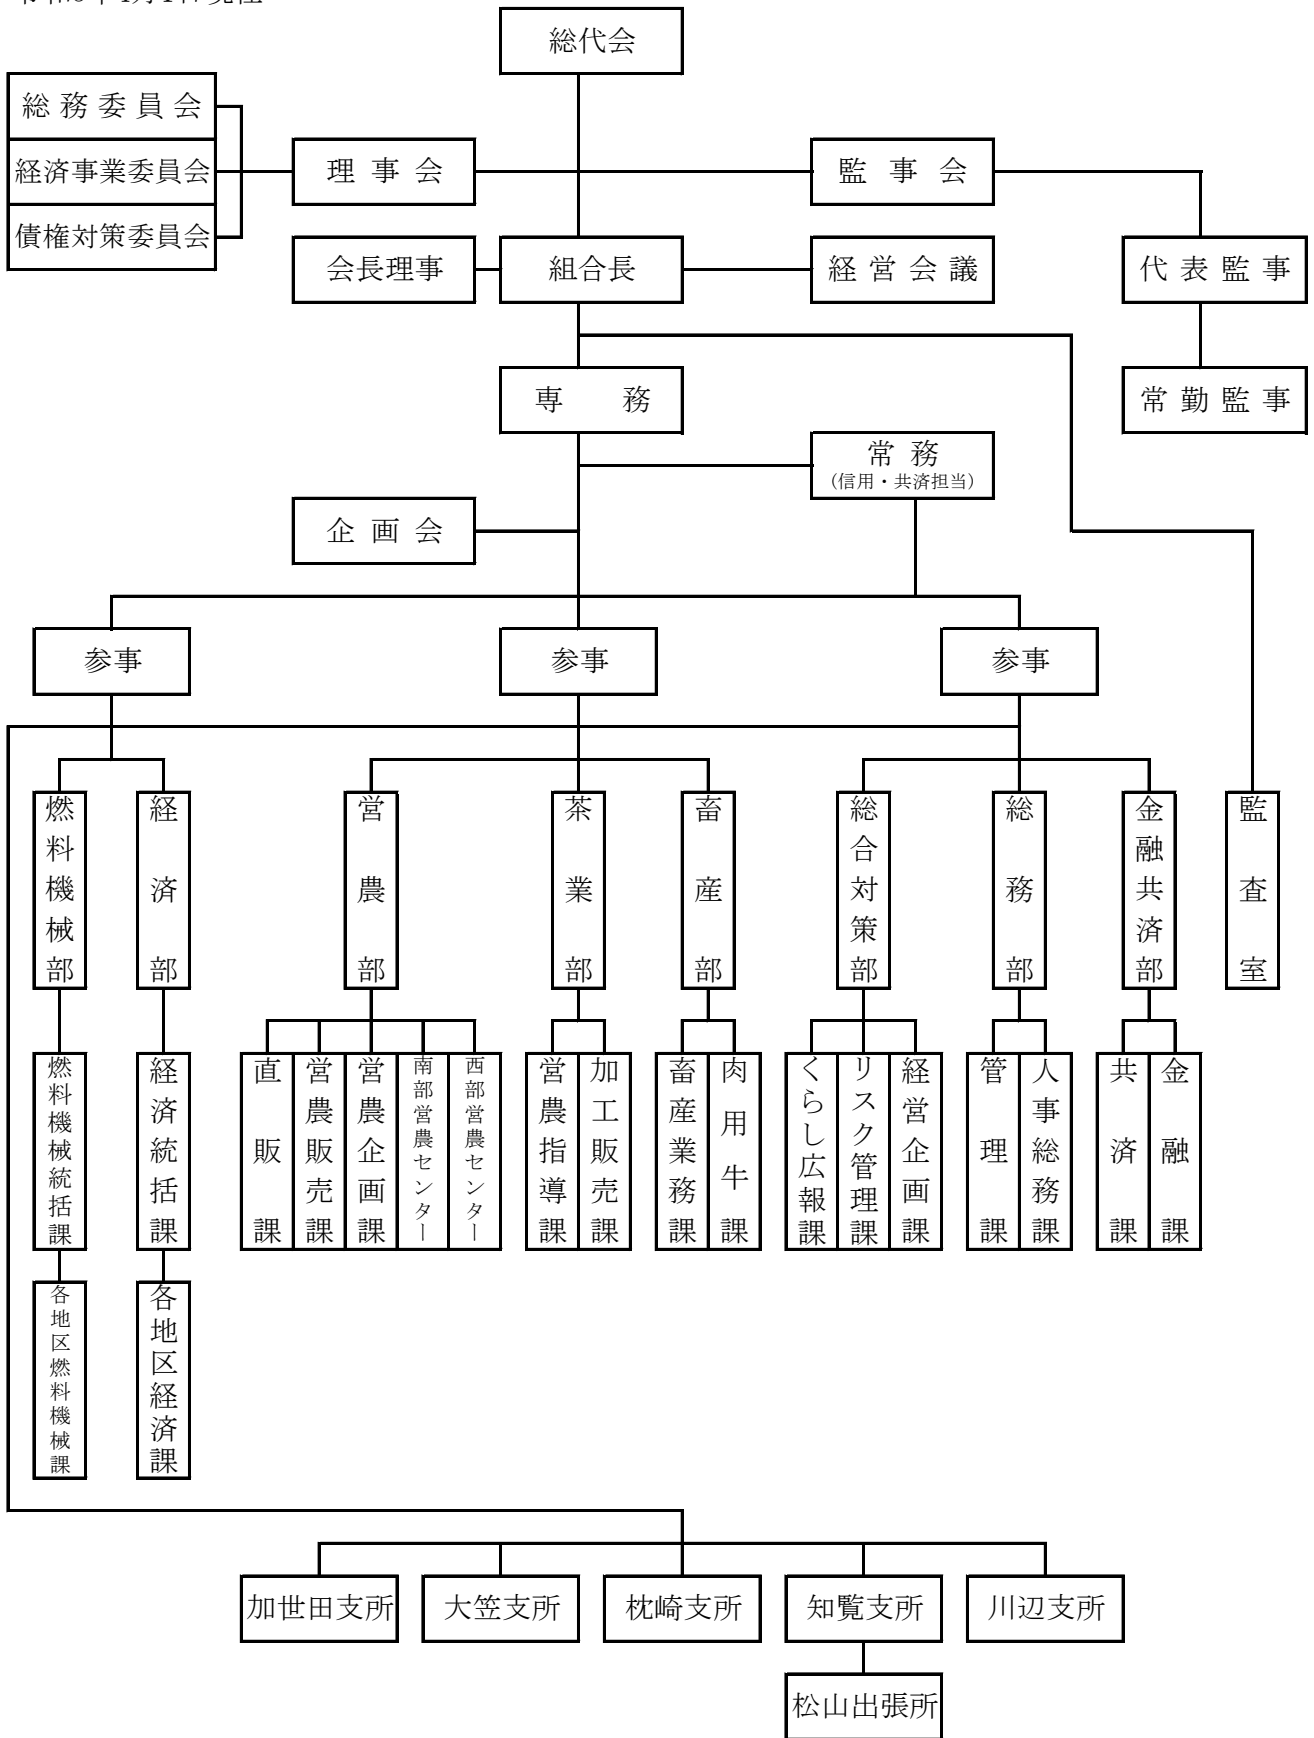 総代会
総務委員会
経済事業委員会
債権対策委員会
理事会
監事会
会長理事
組合長
経営会議
代表監事
専務
常勤監事
常務
(信用・共済担当)
企画会
参事
参事
参事
燃料機械部
経済部
営農部
茶業部
畜産部
総合対策部
総務部
金融共済部
監査室
燃料機械統括課
経済統括課
直販課
営農販売課
営農企画課
南部営農センター
西部営農センター
営農指導課
加工販売課
畜産業務課
肉用牛課
くらし広報課
リスク管理課
経営企画課
管理課
人事総務課
共済課
金融課
各地区燃料機械課
各地区経済課
加世田支所
大笠支所
枕崎支所
知覧支所
川辺支所
松山出張所